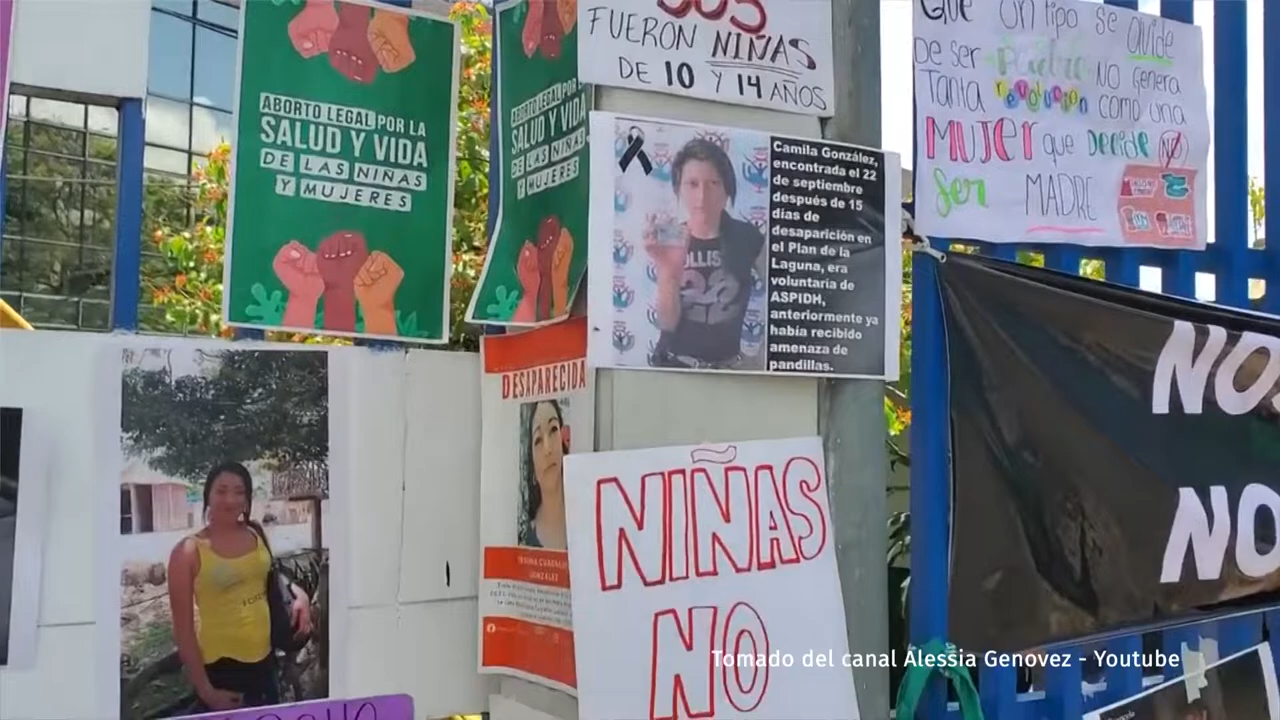 ABORTO LEGAL POR LA
SALUD Y VIDA
DE LAS NIÑAS
Y MUJERES
ABORTO LEGAL POR
SALUD Y VIDA
DE LAS NIÑAS
Y MUJERES
FUERON NIÑAS
DE 10 Y 14 AÑOS
Camila González,
encontrada el 22
de septiembre
después de 15
días de
desaparición en
el Plan de la
Laguna, era
voluntaria de
ASPIDH,
anteriormente ya
había recibido
amenaza de
pandillas.
Que un tipo se olvide
De ser Padre NO genera
Tanta revolución como una
MUJER que Decide NO
Ser MADRE
DESAPARECIDA
NIÑAS
NO
NO
NO
Tomado del canal Alessia Genovez - Youtube